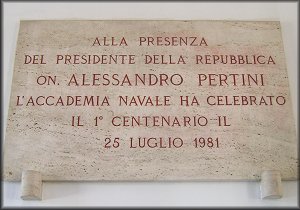 ALLA PRESENZA
DEL PRESIDENTE DELLA REPUBBLICA
ON. ALESSANDRO PERTINI
L'ACCADEMIA NAVALE HA CELEBRATO
IL 1° CENTENARIO IL
25 LUGLIO 1981